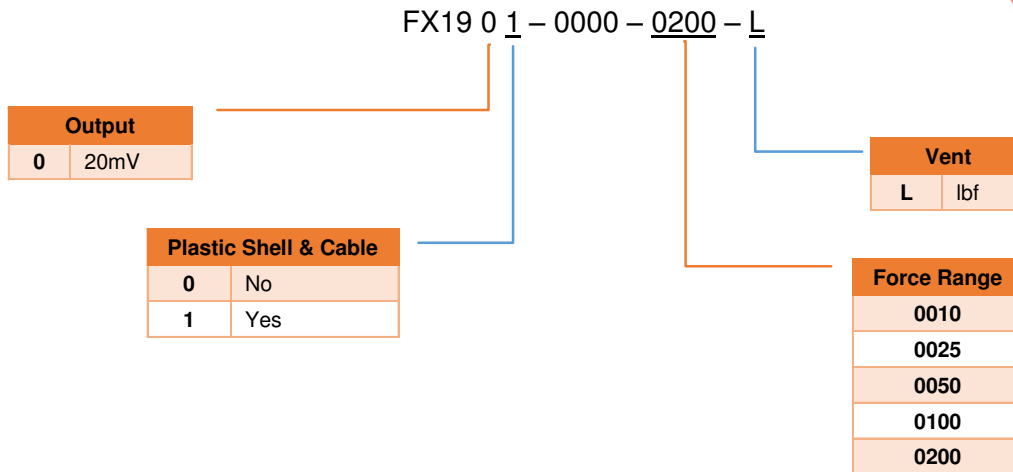 FX19 0 1 – 0000 – 0200 – L
Output
0 20mV
Vent
L lbf
Plastic Shell & Cable
0 No
1 Yes
Force Range
0010
0025
0050
0100
0200